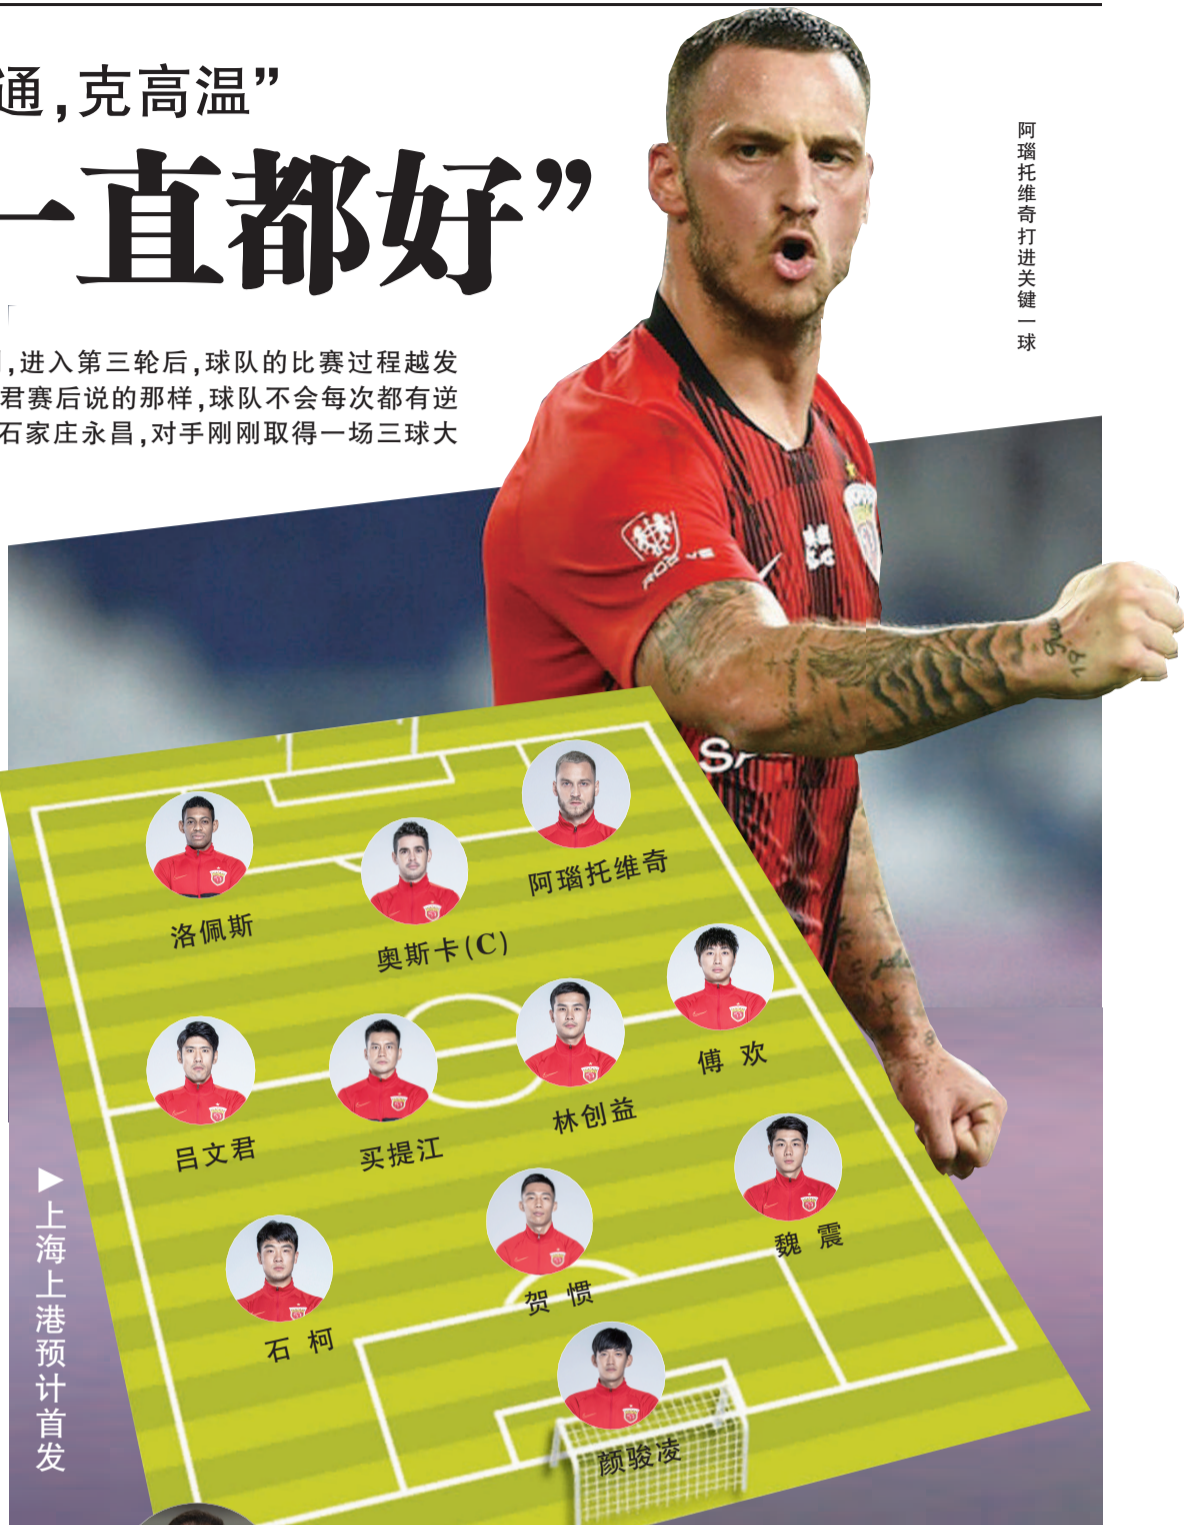 通,克高温”
一直都好”
,进入第三轮后,球队的比赛过程越发
君赛后说的那样,球队不会每次都有逆
石家庄永昌,对手刚刚取得一场三球大
阿瑙托维奇打进关键一球
阿瑙托维奇
洛佩斯
奥斯卡(C)
傅 欢
林创益
买提江
吕文君
魏 震
贺 惯
石 柯
颜骏凌
▶上海上港预计首发